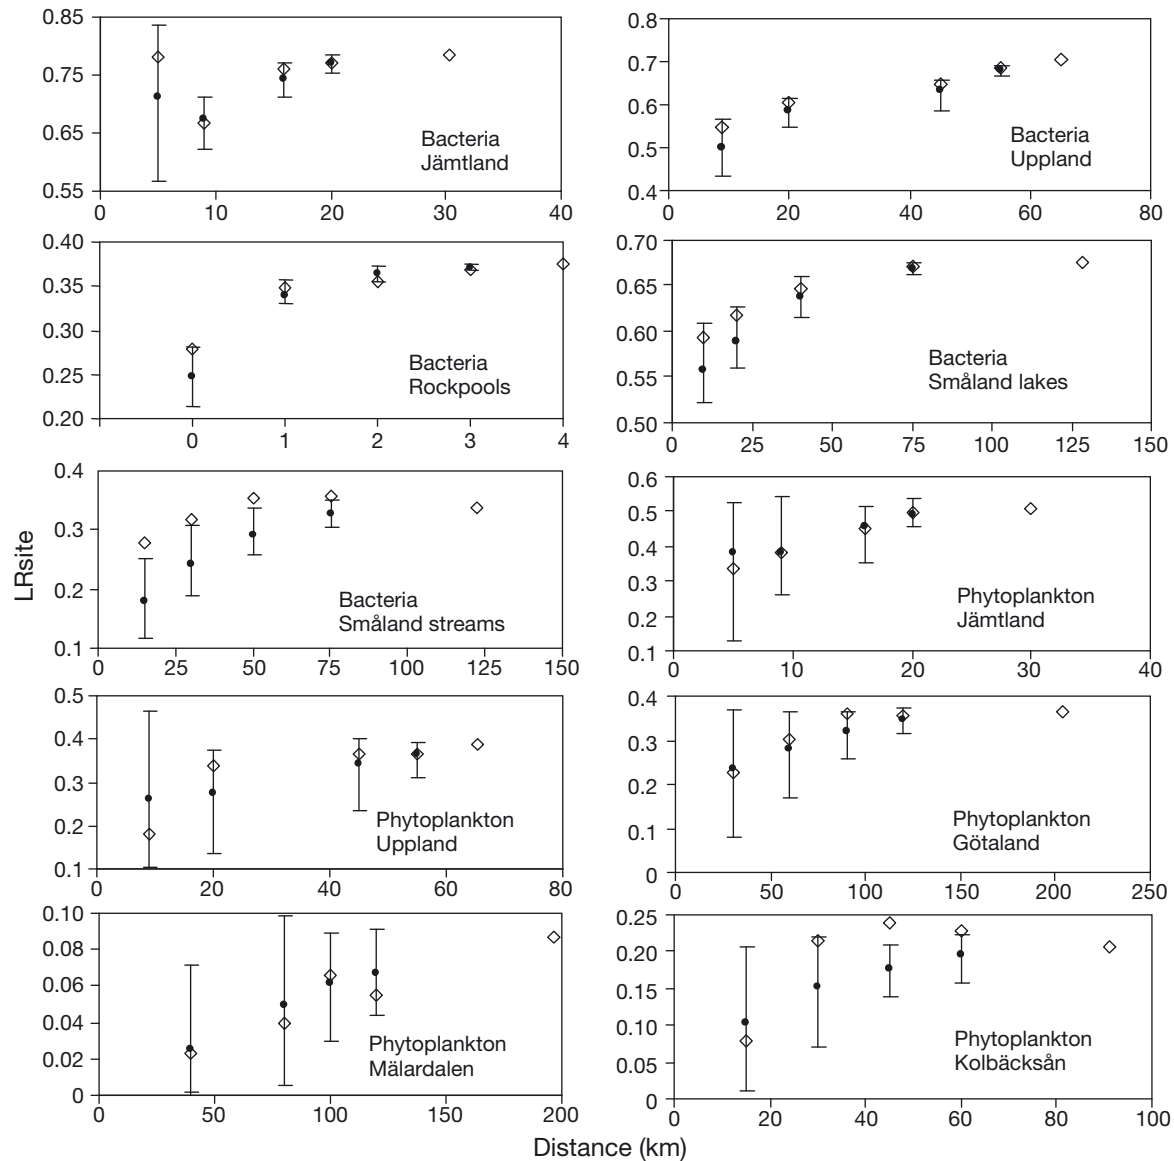 0.85
0.75
0.65
0.55
0 10 20 30 40
Bacteria
Jämtland
0.8
0.7
0.6
0.5
0.4
0 20 40 60 80
Bacteria
Uppland
0.40
0.35
0.30
0.25
0.20
0 1 2 3 4
Bacteria
Rockpools
0.70
0.65
0.60
0.55
0.50
0 25 50 75 100 125 150
Bacteria
Småland lakes
LRsite
0.4
0.3
0.2
0.1
0 25 50 75 100 125 150
Bacteria
Småland streams
0.6
0.5
0.4
0.3
0.2
0.1
0 10 20 30 40
Phytoplankton
Jämtland
0.5
0.4
0.3
0.2
0.1
0 20 40 60 80
Phytoplankton
Uppland
0.4
0.3
0.2
0.1
0
0 50 100 150 200 250
Phytoplankton
Götaland
0.10
0.08
0.06
0.04
0.02
0
0 50 100 150 200
Phytoplankton
Mälardalen
0.25
0.20
0.15
0.10
0.05
0
0 20 40 60 80 100
Phytoplankton
Kolbäcksån
Distance (km)